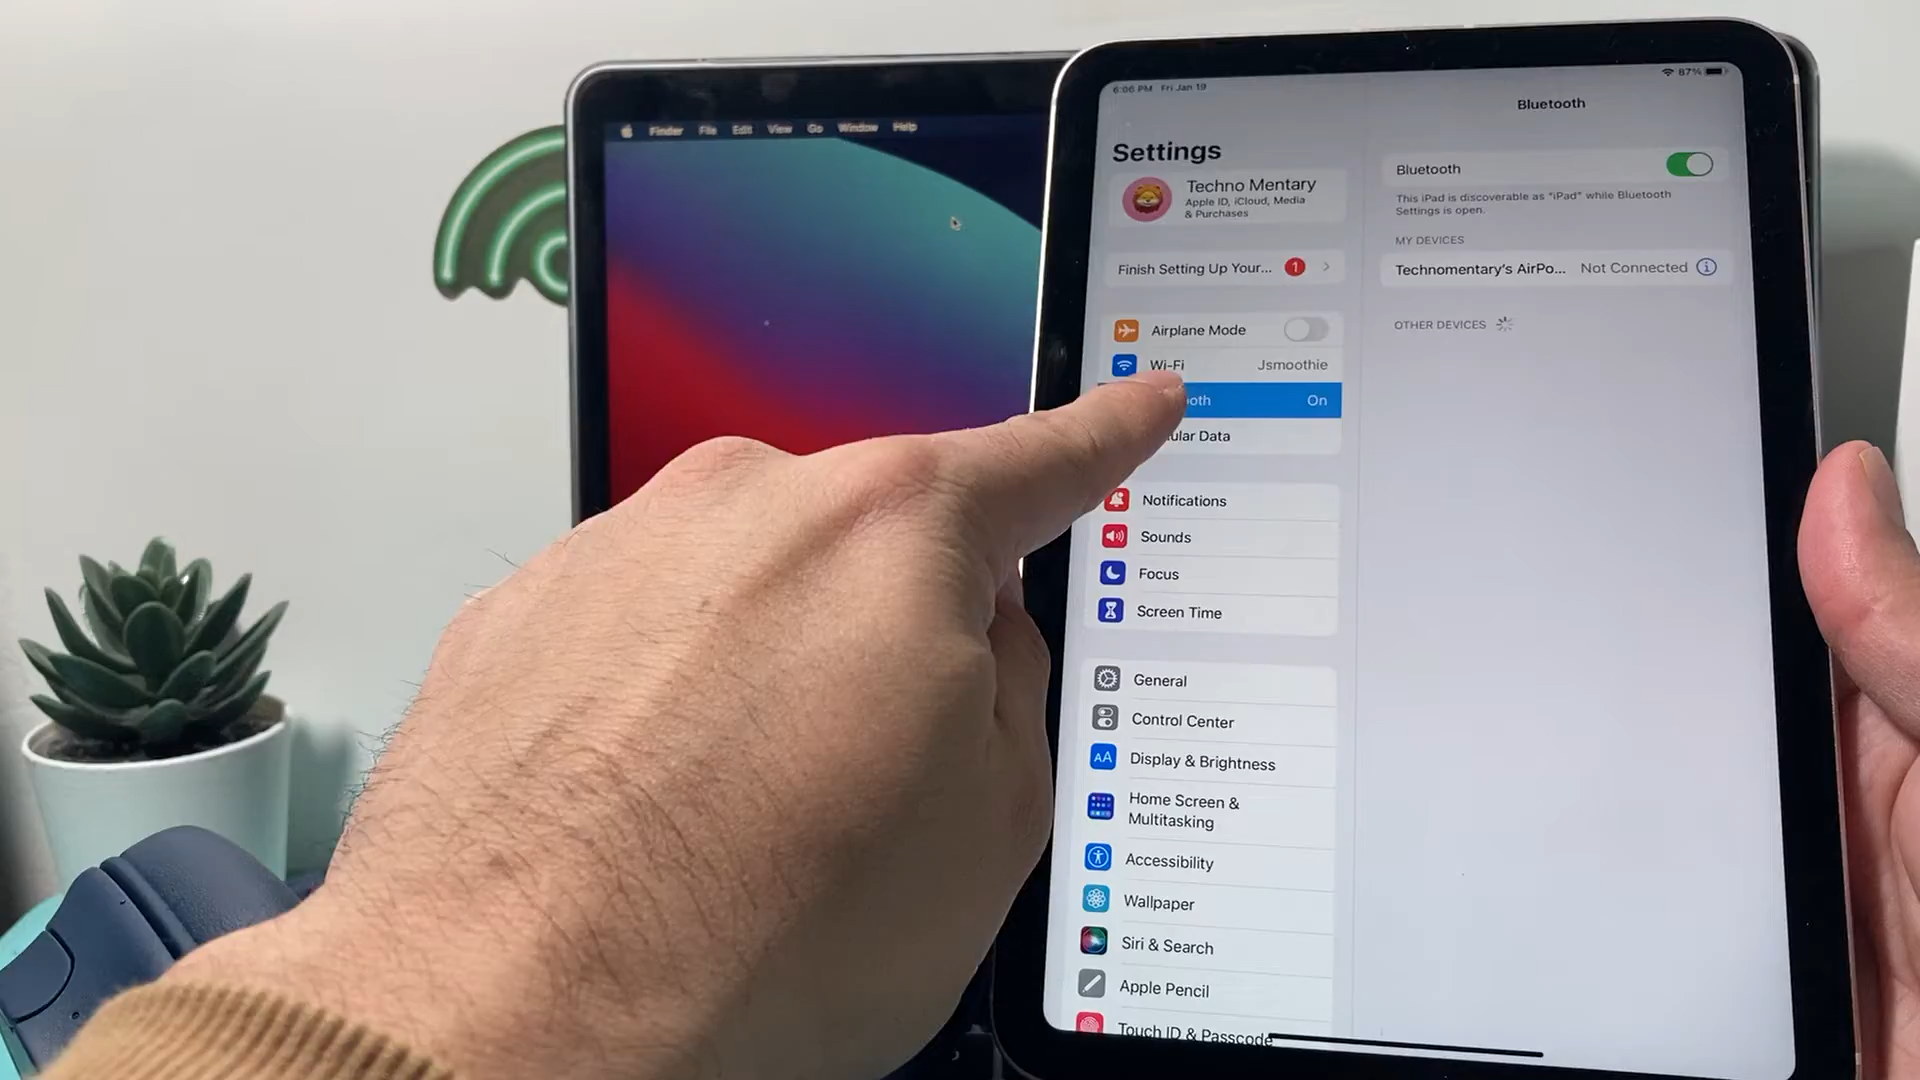 Finder File Edit View Go Window Help
6:06 PM Fri Jan 19
87%
Settings
Techno Mentary
Apple ID, iCloud, Media
& Purchases
Finish Setting Up Your... 1
Airplane Mode
Wi-Fi Jsmoothie
ooth On
ular Data
Notifications
Sounds
Focus
Screen Time
General
Control Center
AA Display & Brightness
Home Screen &
Multitasking
Accessibility
Wallpaper
Siri & Search
Apple Pencil
Touch ID & Passcode
Bluetooth
Bluetooth
This iPad is discoverable as "iPad" while Bluetooth
Settings is open.
MY DEVICES
Technomentary's AirPo... Not Connected i
OTHER DEVICES